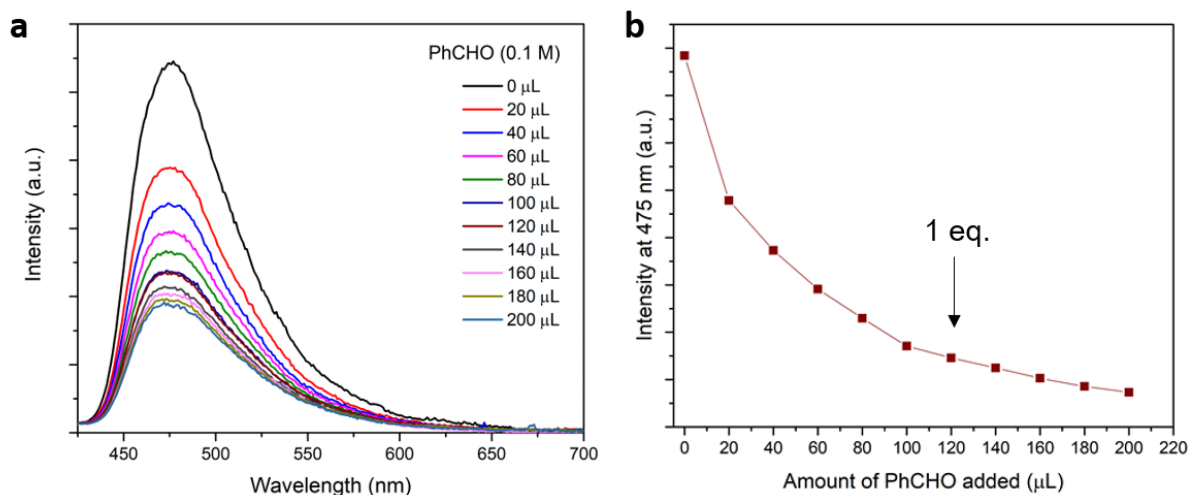 a
PhCHO (0.1 M)
0 μL
20 μL
40 μL
60 μL
80 μL
100 μL
120 μL
140 μL
160 μL
180 μL
200 μL
Intensity (a.u.)
450 500 550 600 650 700
Wavelength (nm)
b
1 eq.
Intensity at 475 nm (a.u.)
0 20 40 60 80 100 120 140 160 180 200 220
Amount of PhCHO added (μL)